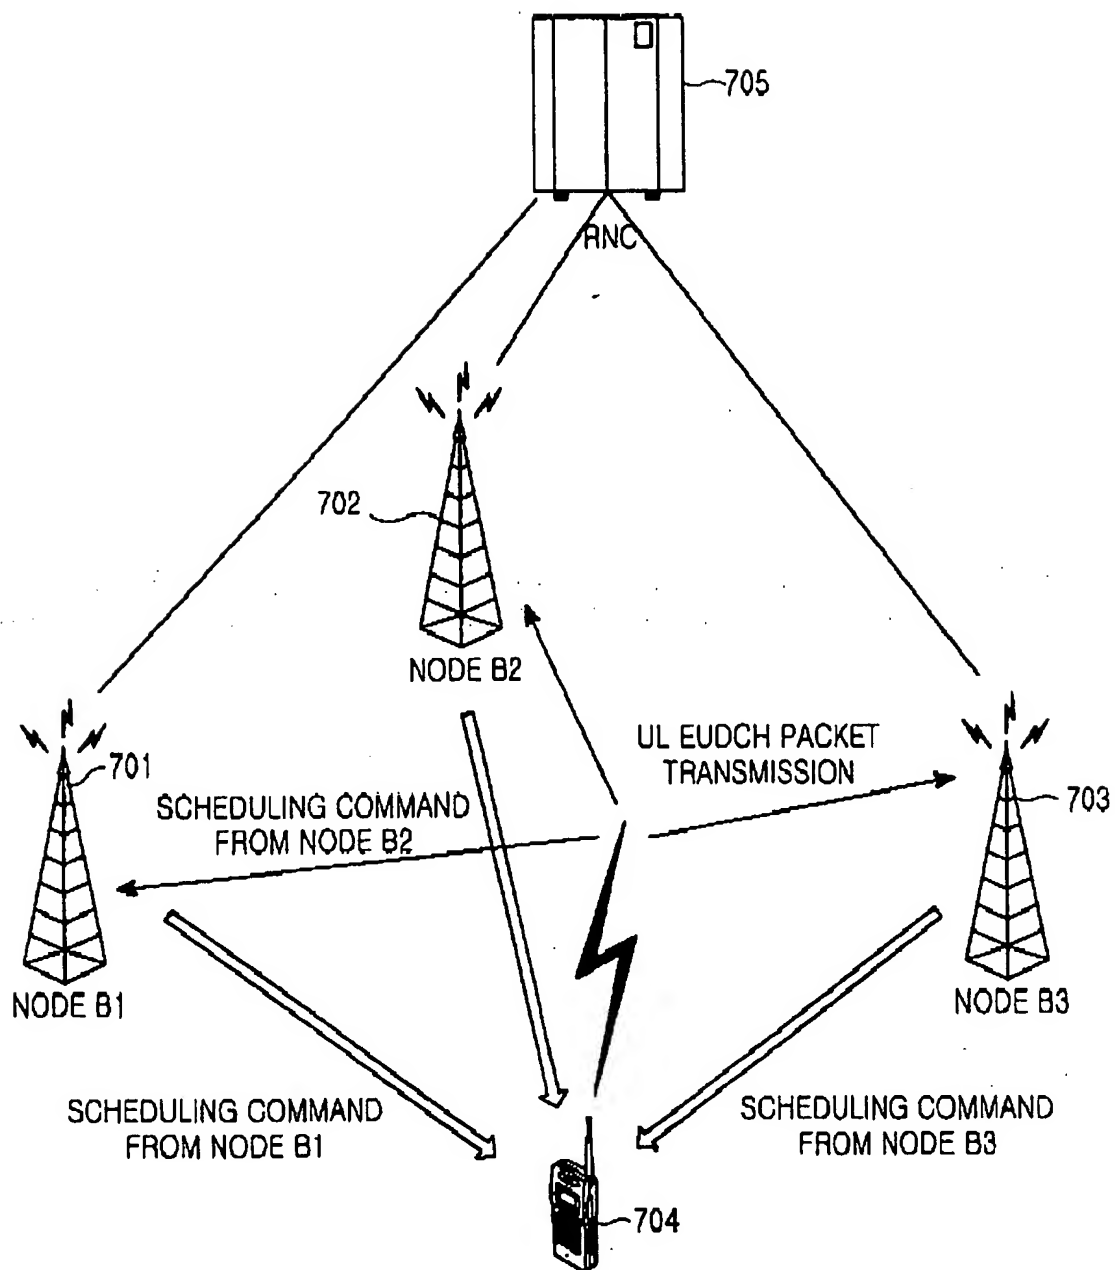 705
RNC
702
NODE B2
701
UL EUDCH PACKET
TRANSMISSION
703
SCHEDULING COMMAND
FROM NODE B2
NODE B1
NODE B3
SCHEDULING COMMAND
FROM NODE B1
SCHEDULING COMMAND
FROM NODE B3
704